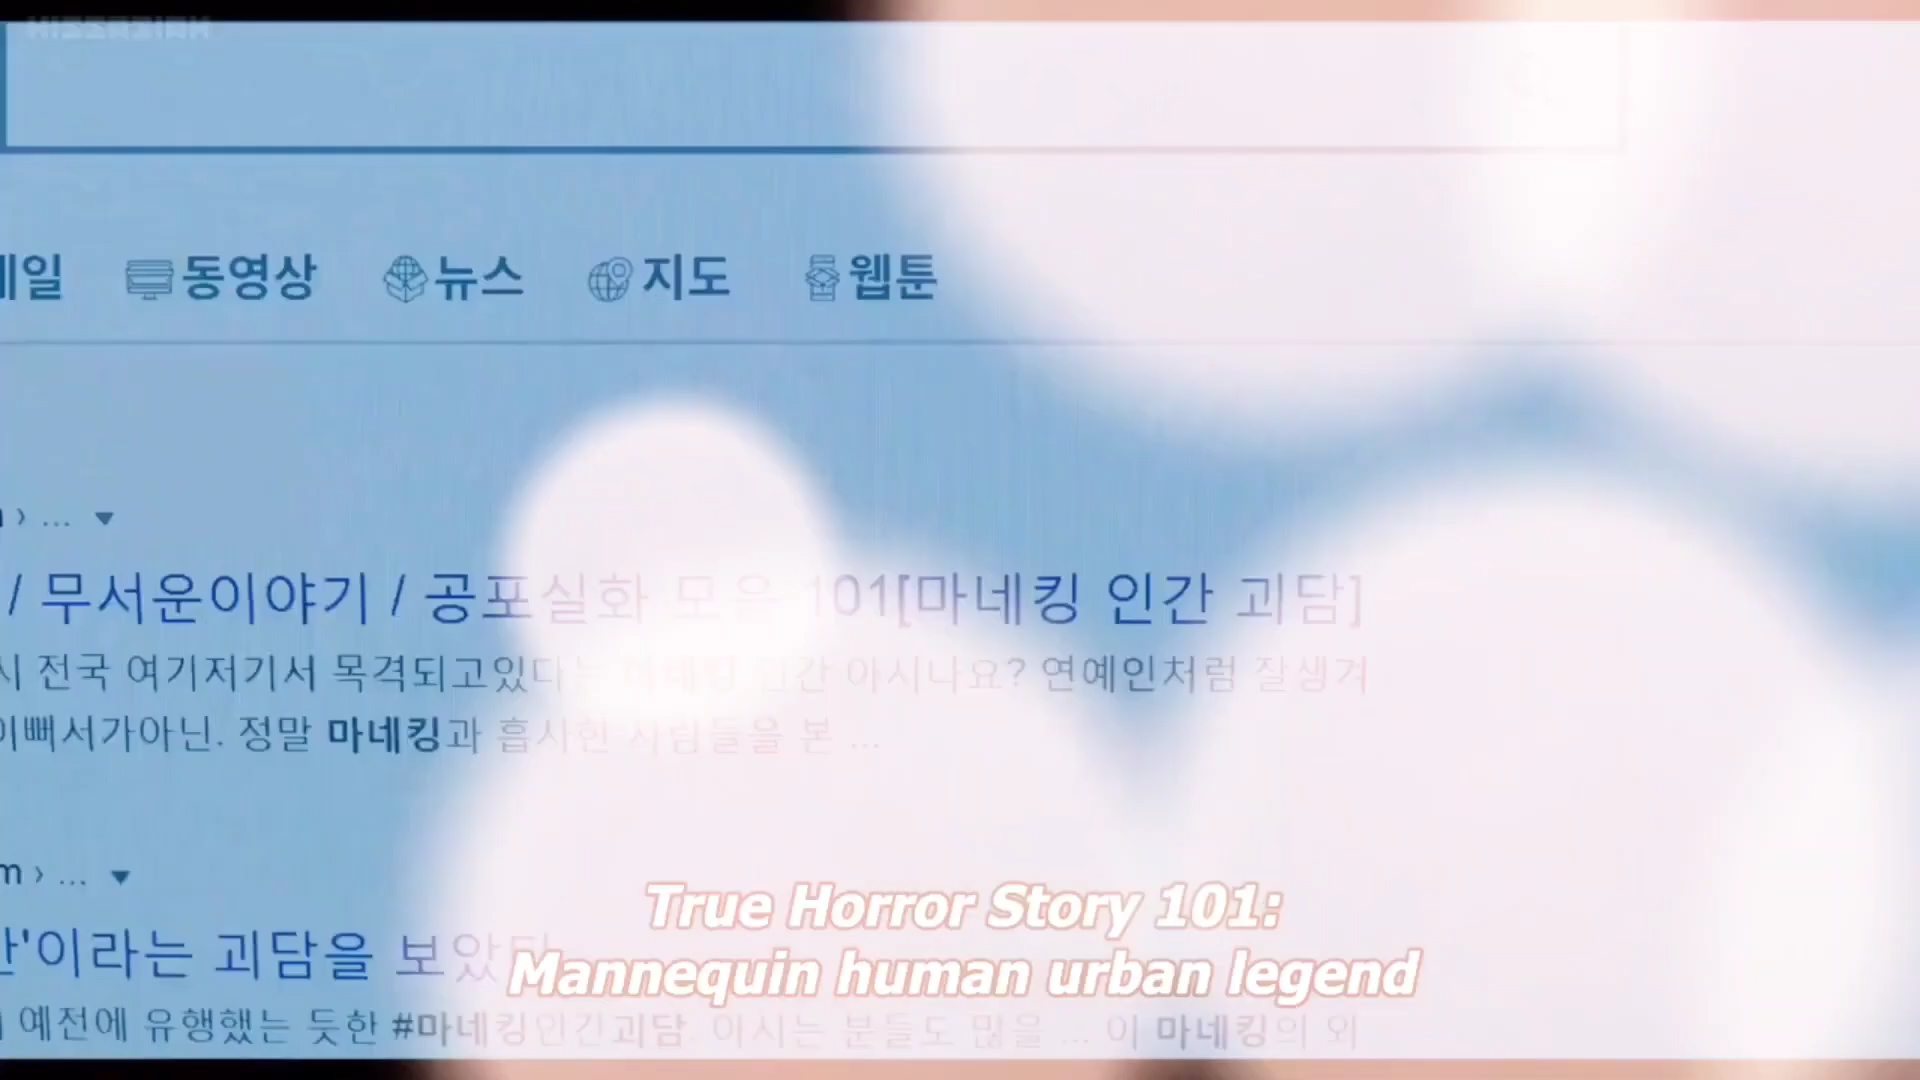 동영상 뉴스 지도 웹툰
› ...
/ 무서운이야기 / 공포실화 모음 101[마네킹 인간 괴담]
시 전국 여기저기서 목격되고있다는 마네킹 인간 아시나요? 연예인처럼 잘생겨
이뻐서가아닌. 정말 마네킹과 흡사한 사람들을 본 ...
m › ...
True Horror Story 101:
'이라는 괴담을 보았
Mannequin human urban legend
예전에 유행했는 듯한 #마네킹인간괴담. 아시는 분들도 많을 ... 이 마네킹의 외